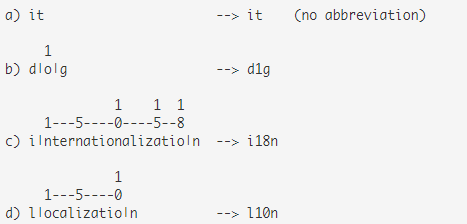 a) it                      --> it    (no abbreviation)
     1
b) d|o|g                   --> d1g
              1    1  1
     1---5----0----5--8
c) i|nternationalizatio|n  --> i18n
              1
     1---5----0
d) l|ocalizatio|n          --> l10n